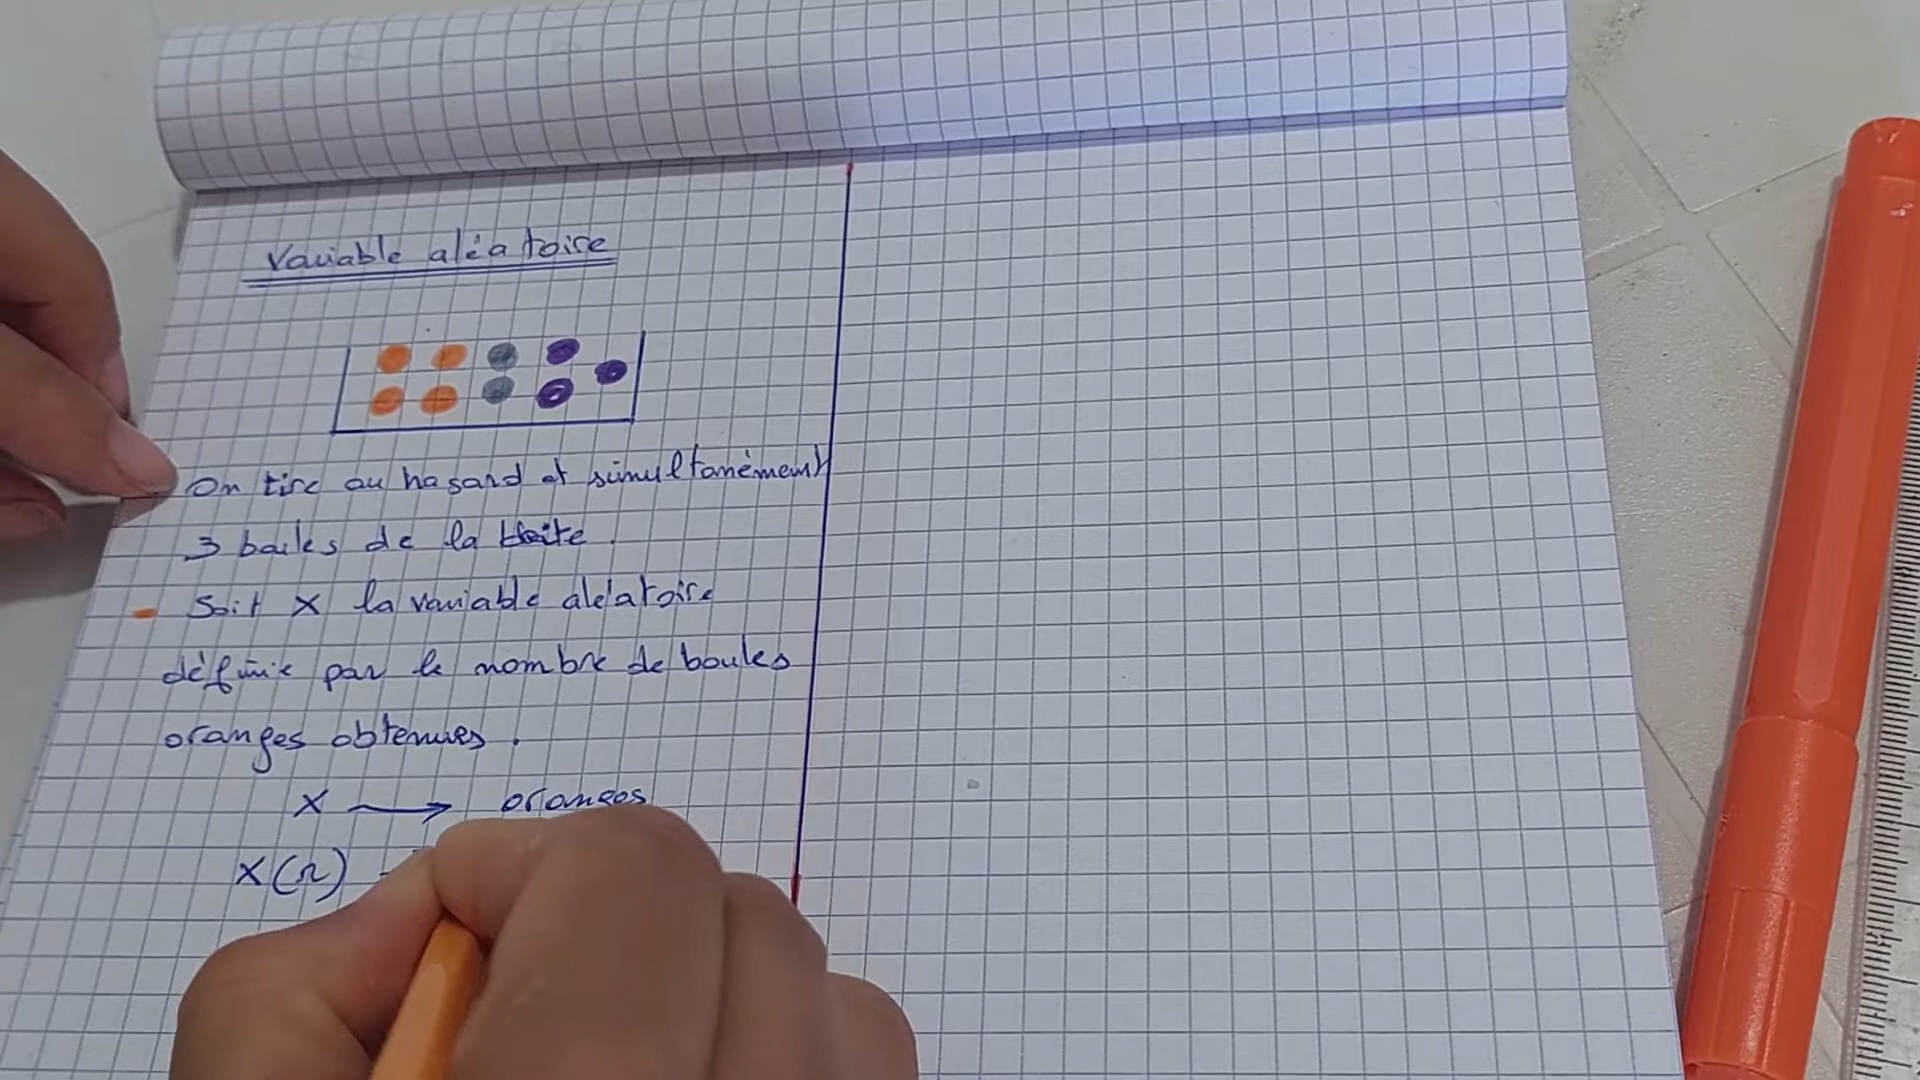 Variable aléatoire
On tire au hasard et simultanément
3 boules de la boite.
- Soit X la variable aléatoire
définie par le nombre de boules
oranges obtenues.
X → oranges
X(Ω)